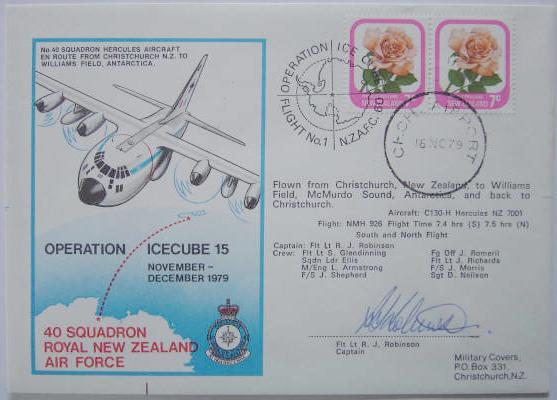 No. 40 SQUADRON HERCULES AIRCRAFT
EN ROUTE FROM CHRISTCHURCH N.Z. TO
WILLIAMS FIELD, ANTARCTICA.
OPERATION ICECUBE 15
NOVEMBER –
DECEMBER 1979
40 SQUADRON
ROYAL NEW ZEALAND
AIR FORCE
OPERATION ICE
FLIGHT No.1
N.Z.A.F.C.
NEW ZEALAND
NEW ZEALAND 7c
16 NO 79
Flown from Christchurch, New Zealand, to Williams
Field, McMurdo Sound, Antarctica, and back to
Christchurch.
Aircraft: C130-H Hercules NZ 7001
Flight: NMH 926 Flight Time 7.4 hrs (S) 7.5 hrs (N)
South and North Flight
Captain: Flt Lt R. J. Robinson
Crew: Flt Lt S. Glendinning Fg Off J. Romeril
Sqdn Ldr Ellis Flt Lt J. Richards
M/Eng L. Armstrong F/S J. Morris
F/S J. Shepherd Sgt D. Neilson
Flt Lt R. J. Robinson
Captain
Military Covers,
P.O. Box 331,
Christchurch, N.Z.